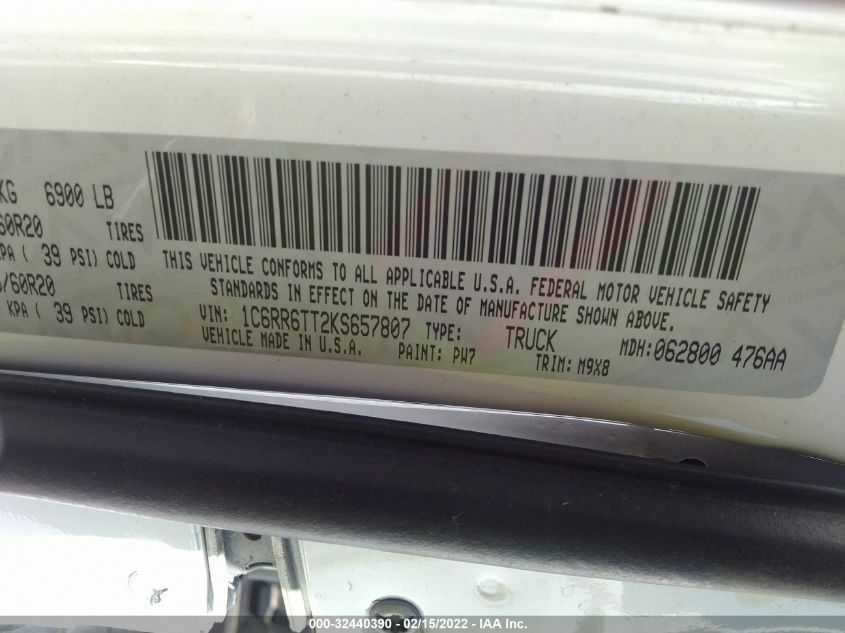 KG 6900 LB
60R20 TIRES
KPA ( 39 PSI) COLD
/60R20 TIRES
KPA ( 39 PSI) COLD
THIS VEHICLE CONFORMS TO ALL APPLICABLE U.S.A. FEDERAL MOTOR VEHICLE SAFETY
STANDARDS IN EFFECT ON THE DATE OF MANUFACTURE SHOWN ABOVE.
VIN: 1C6RR6TT2KS657807 TYPE: TRUCK MDH:062800 476AA
VEHICLE MADE IN U.S.A. PAINT: PW7 TRIM: M9X8
000-32440390 - 02/15/2022 - IAA Inc.